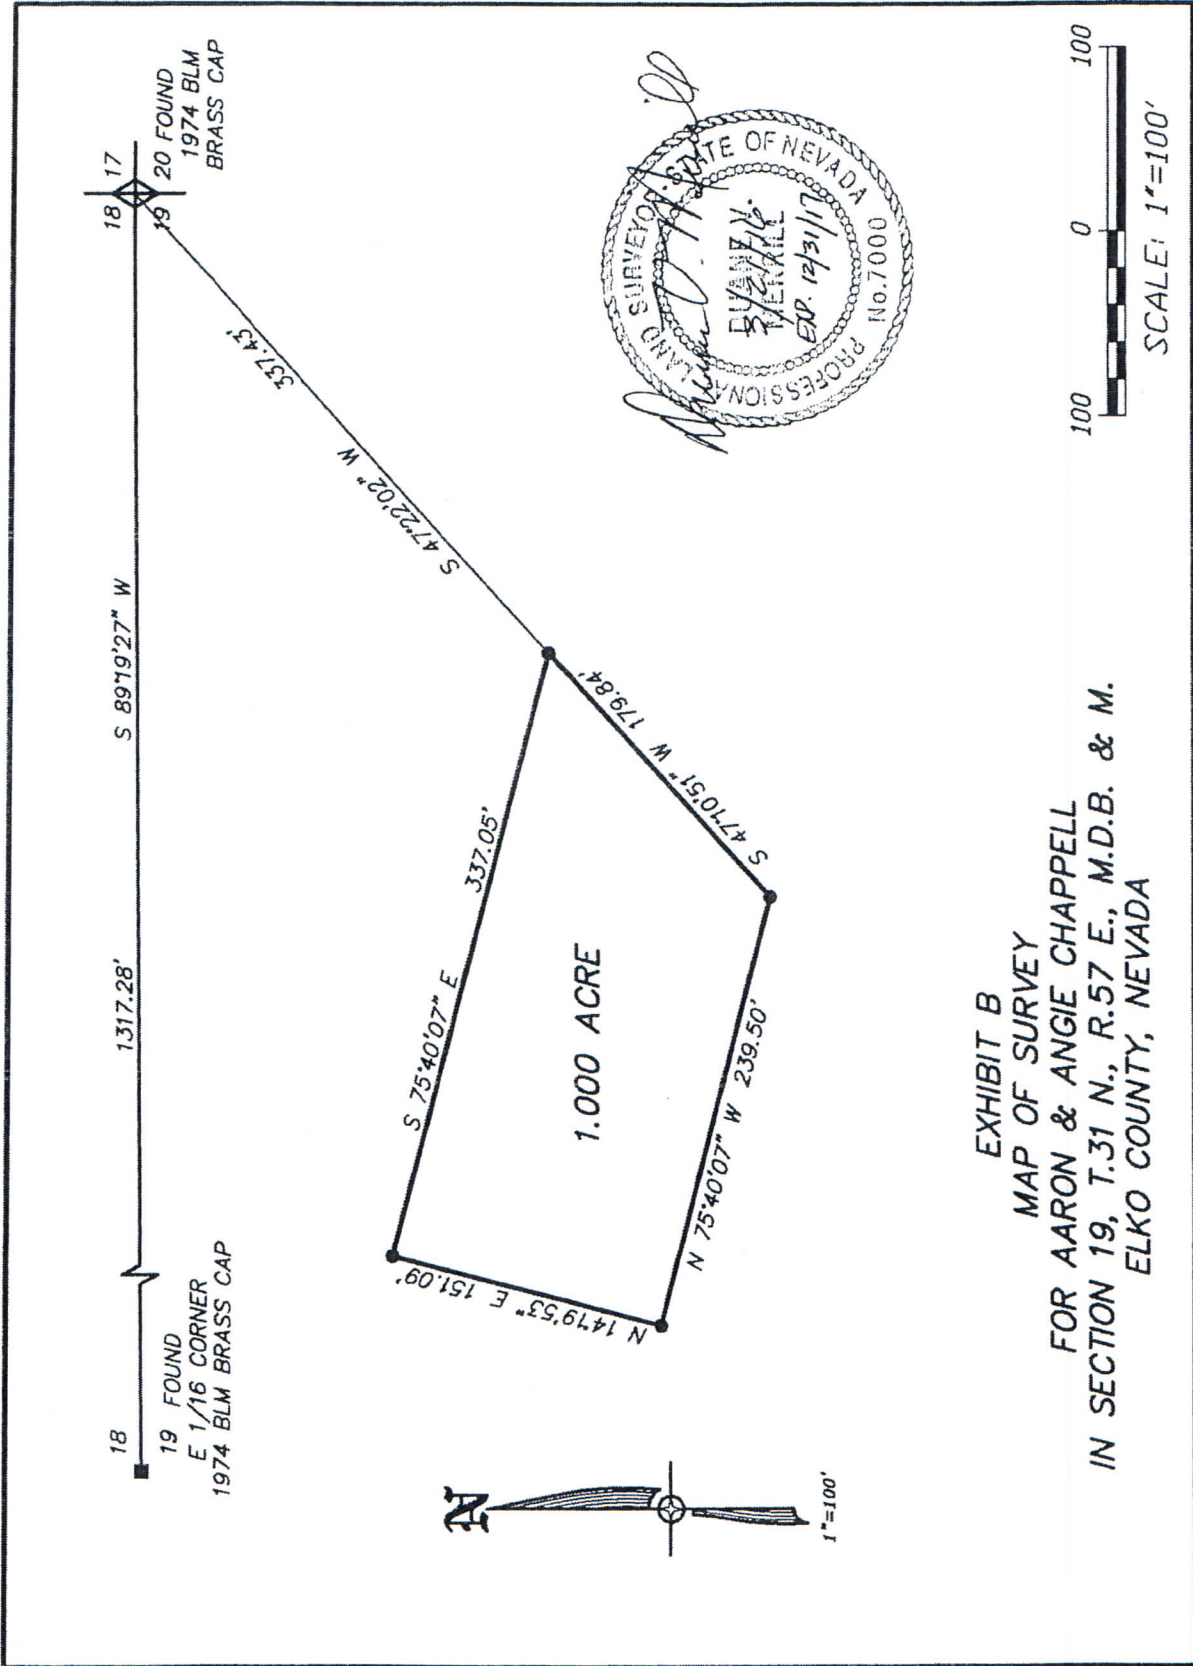 18 17
19 20 FOUND
1974 BLM
BRASS CAP
S 89°19'27" W
1317.28'
18
19 FOUND
E 1/16 CORNER
1974 BLM BRASS CAP
337.43'
S 47°22'02" W
S 75°40'07" E 337.05'
S 47°10'51" W 179.84'
1.000 ACRE
N 14°19'53" E 151.09'
N 75°40'07" W 239.50'
N
1"=100'
PROFESSIONAL LAND SURVEYOR · STATE OF NEVADA
DUANE V.
MERRILL
3/21/16
EXP. 12/31/17
No. 7000
EXHIBIT B
MAP OF SURVEY
FOR AARON & ANGIE CHAPPELL
IN SECTION 19, T.31 N., R.57 E., M.D.B. & M.
ELKO COUNTY, NEVADA
100 0 100
SCALE: 1"=100'